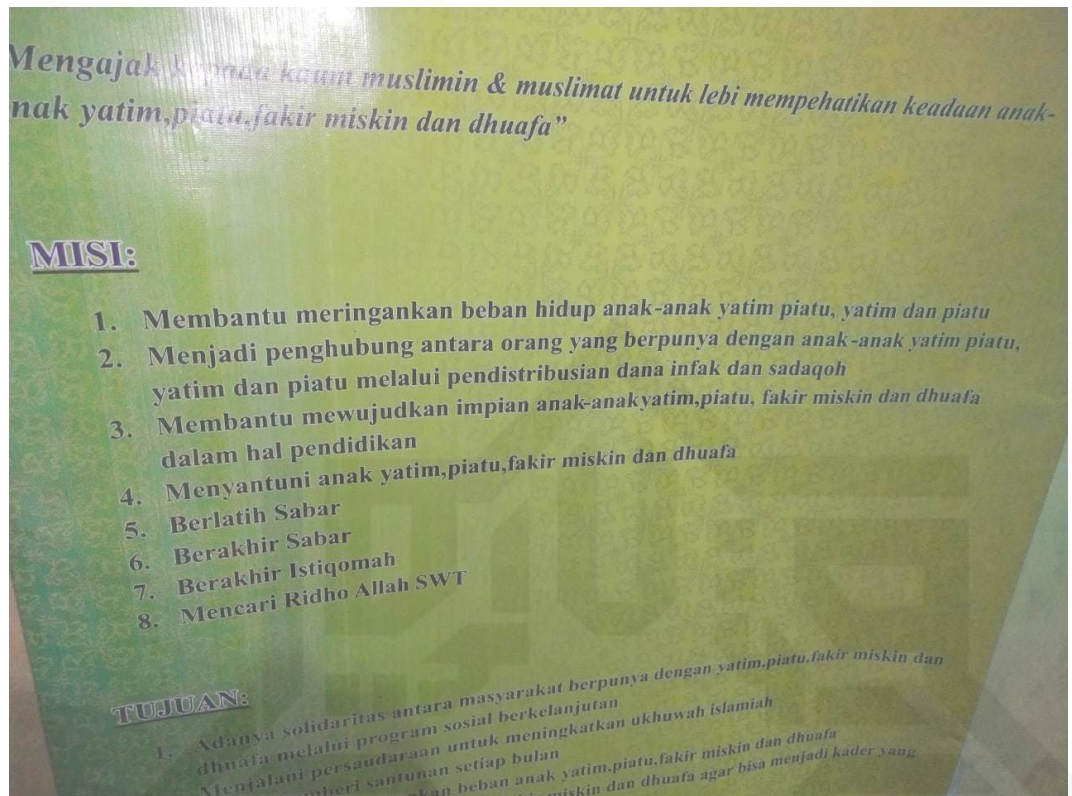 Mengajak kepada kaum muslimin & muslimat untuk lebi mempehatikan keadaan anak-
nak yatim,piatu,fakir miskin dan dhuafa”
MISI:
1. Membantu meringankan beban hidup anak-anak yatim piatu, yatim dan piatu
2. Menjadi penghubung antara orang yang berpunya dengan anak-anak yatim piatu,
yatim dan piatu melalui pendistribusian dana infak dan sadaqoh
3. Membantu mewujudkan impian anak-anakyatim,piatu, fakir miskin dan dhuafa
dalam hal pendidikan
4. Menyantuni anak yatim,piatu,fakir miskin dan dhuafa
5. Berlatih Sabar
6. Berakhir Sabar
7. Berakhir Istiqomah
8. Mencari Ridho Allah SWT
TUJUAN:
1. Adanya solidaritas antara masyarakat berpunya dengan yatim,piatu,fakir miskin dan
dhuafa melalui program sosial berkelanjutan
Menjalani persaudaraan untuk meningkatkan ukhuwah islamiah
santunan setiap bulan
beban anak yatim,piatu,fakir miskin dan dhuafa
miskin dan dhuafa agar bisa menjadi kader yang